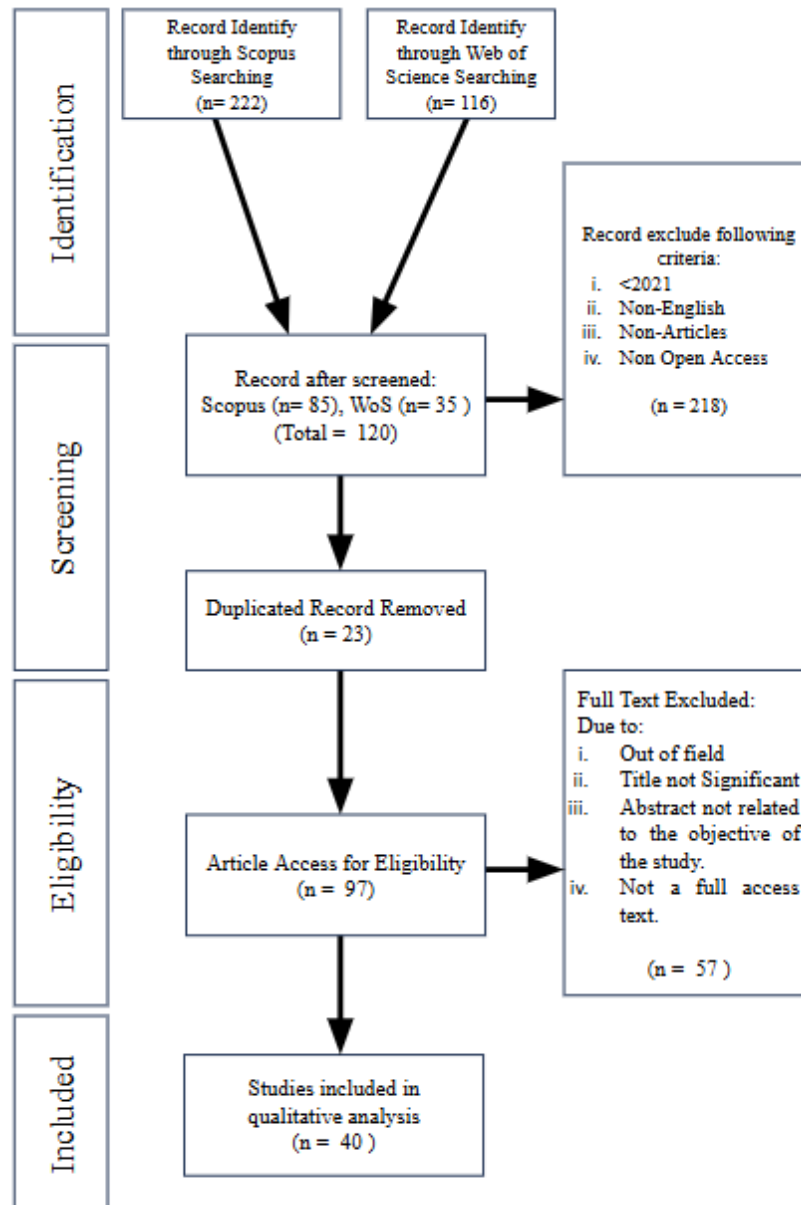 Identification
Record Identify
through Scopus
Searching
(n= 222)
Record Identify
through Web of
Science Searching
(n= 116)
Record exclude following
criteria:
i. <2021
ii. Non-English
iii. Non-Articles
iv. Non Open Access
(n = 218)
Screening
Record after screened:
Scopus (n= 85), WoS (n= 35 )
(Total = 120)
Duplicated Record Removed
(n = 23)
Eligibility
Article Access for Eligibility
(n = 97)
Full Text Excluded:
Due to:
i. Out of field
ii. Title not Significant
iii. Abstract not related
to the objective of
the study.
iv. Not a full access
text.
(n = 57 )
Included
Studies included in
qualitative analysis
(n = 40 )